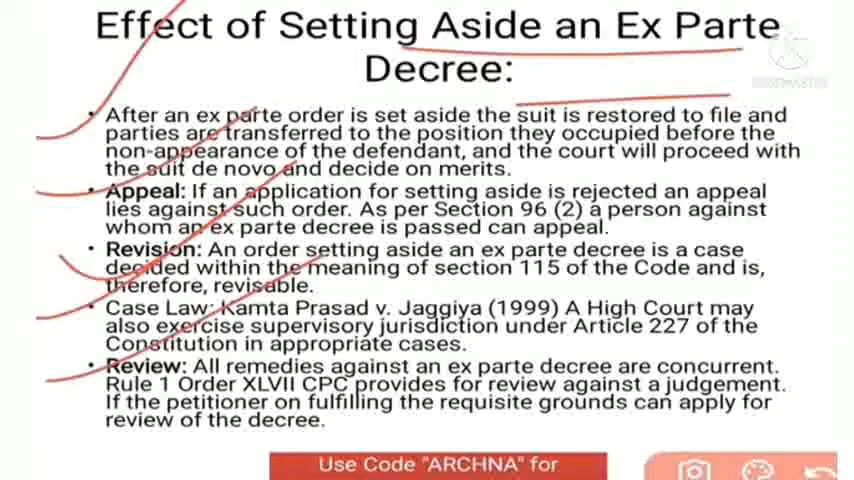 Effect of Setting Aside an Ex Parte
Decree:
• After an ex parte order is set aside the suit is restored to file and
parties are transferred to the position they occupied before the
non-appearance of the defendant, and the court will proceed with
the suit de novo and decide on merits.
• Appeal: If an application for setting aside is rejected an appeal
lies against such order. As per Section 96 (2) a person against
whom an ex parte decree is passed can appeal.
• Revision: An order setting aside an ex parte decree is a case
decided within the meaning of section 115 of the Code and is,
therefore, revisable.
• Case Law: Kamta Prasad v. Jaggiya (1999) A High Court may
also exercise supervisory jurisdiction under Article 227 of the
Constitution in appropriate cases.
• Review: All remedies against an ex parte decree are concurrent.
Rule 1 Order XLVII CPC provides for review against a judgement.
If the petitioner on fulfilling the requisite grounds can apply for
review of the decree.
Use Code "ARCHNA" for